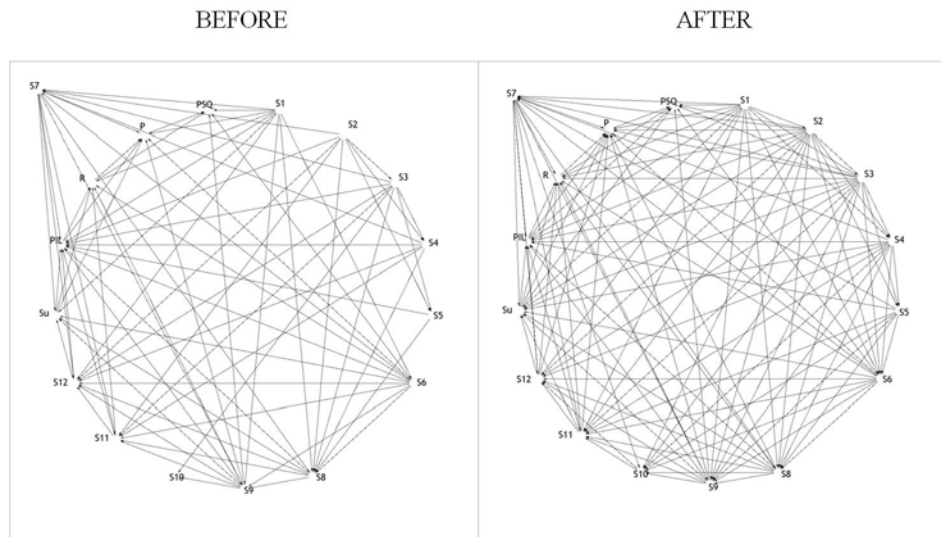 BEFORE
AFTER
S7
PSQ
S1
P
S2
R
S3
PIL
S4
Su
S5
S12
S6
S11
S10
S9
S8
S7
PSQ
S1
P
S2
R
S3
PIL
S4
Su
S5
S12
S6
S11
S10
S9
S8